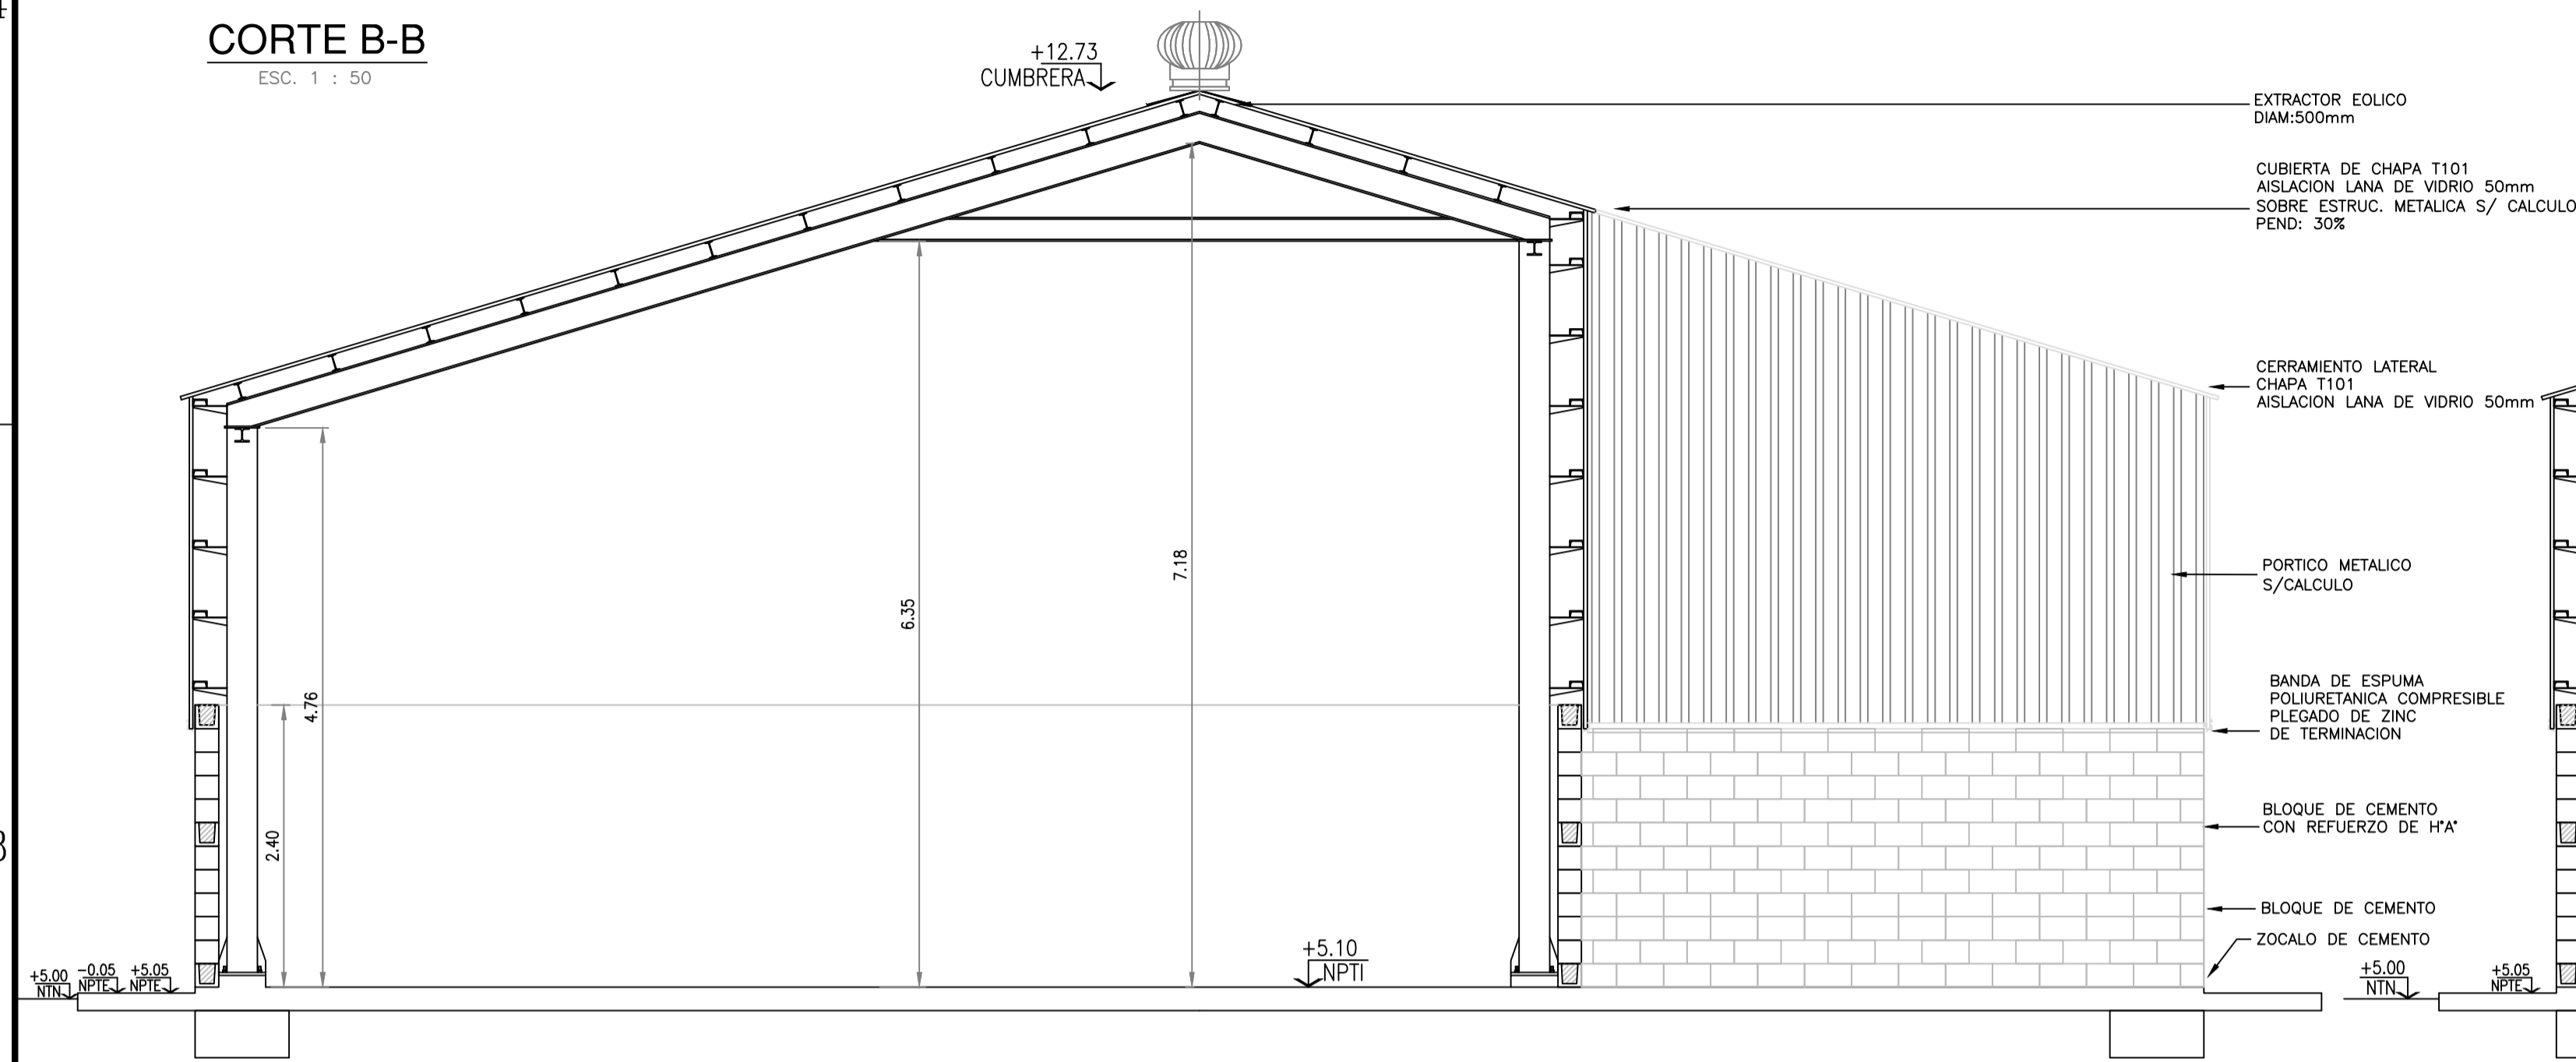 CORTE B-B
ESC. 1 : 50
+12.73
CUMBRERA
EXTRACTOR EOLICO
DIAM:500mm
CUBIERTA DE CHAPA T101
AISLACION LANA DE VIDRIO 50mm
SOBRE ESTRUC. METALICA S/ CALCULO
PEND: 30%
CERRAMIENTO LATERAL
CHAPA T101
AISLACION LANA DE VIDRIO 50mm
PORTICO METALICO
S/CALCULO
BANDA DE ESPUMA
POLIURETANICA COMPRESIBLE
PLEGADO DE ZINC
DE TERMINACION
BLOQUE DE CEMENTO
CON REFUERZO DE H°A°
BLOQUE DE CEMENTO
ZOCALO DE CEMENTO
2.40
4.76
6.35
7.18
+5.10
NPTI
+5.00
NTN
-0.05
NPTE
+5.05
NPTE
+5.00
NTN
+5.05
NPTE